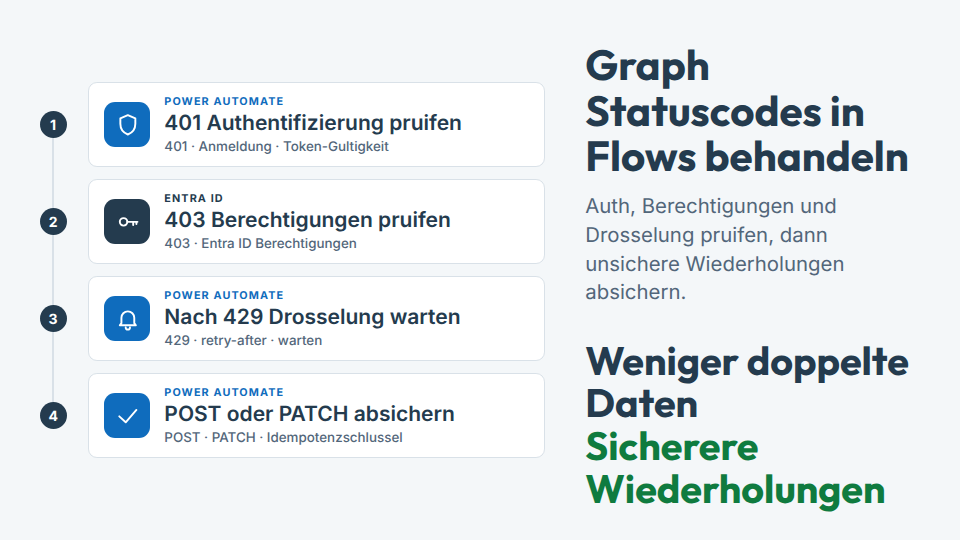 1
POWER AUTOMATE
401 Authentifizierung pruifen
401 · Anmeldung · Token-Gultigkeit
2
ENTRA ID
403 Berechtigungen pruifen
403 · Entra ID Berechtigungen
3
POWER AUTOMATE
Nach 429 Drosselung warten
429 · retry-after · warten
4
POWER AUTOMATE
POST oder PATCH absichern
POST · PATCH · Idempotenzschlussel
Graph
Statuscodes in
Flows behandeln
Auth, Berechtigungen und
Drosselung pruifen, dann
unsichere Wiederholungen
absichern.
Weniger doppelte
Daten
Sicherere
Wiederholungen